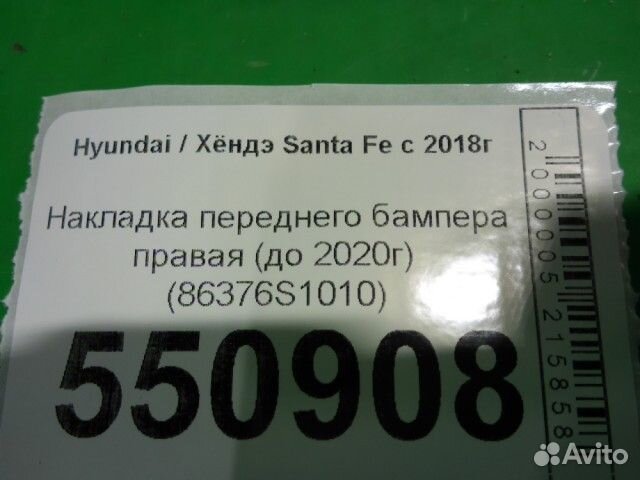 Hyundai / Хёндэ Santa Fe с 2018г
Накладка переднего бампера
правая (до 2020г)
(86376S1010)
550908
2000005215858
Avito